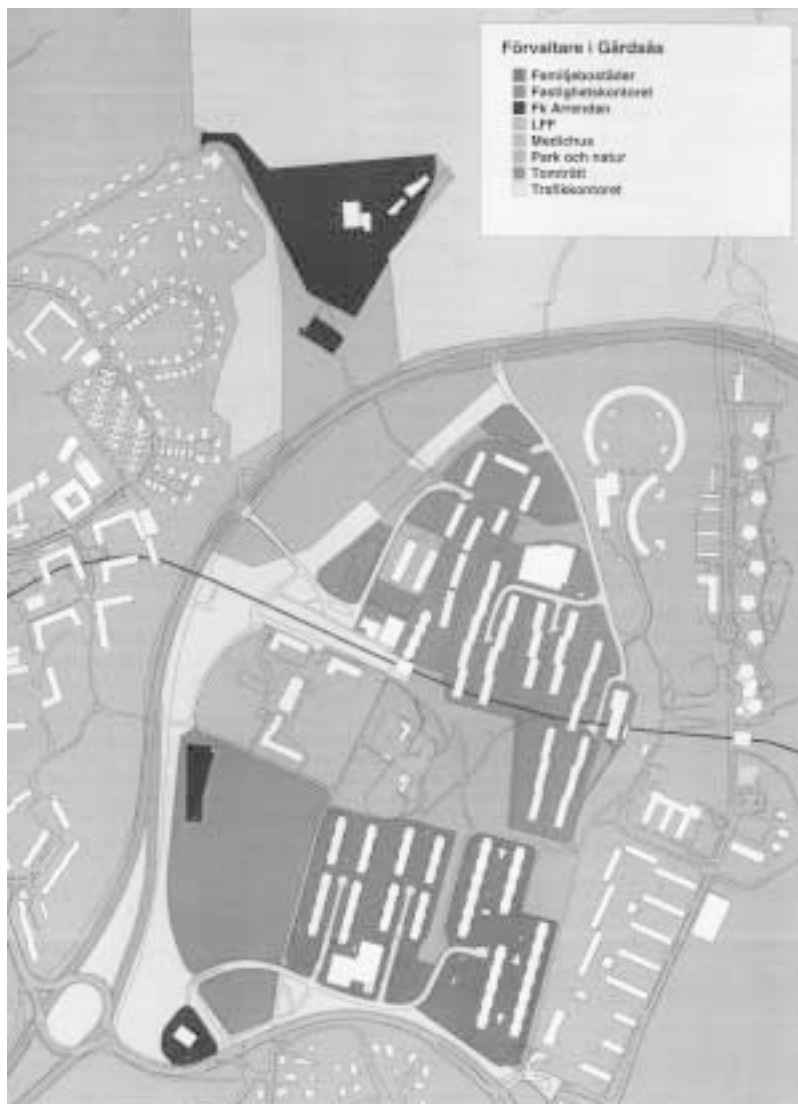 Förvaltare i Gårdsås
Familjebostäder
Fastighetskontoret
Fk Arrendan
LFF
Medichus
Park och natur
Tomträtt
Trafikkontoret